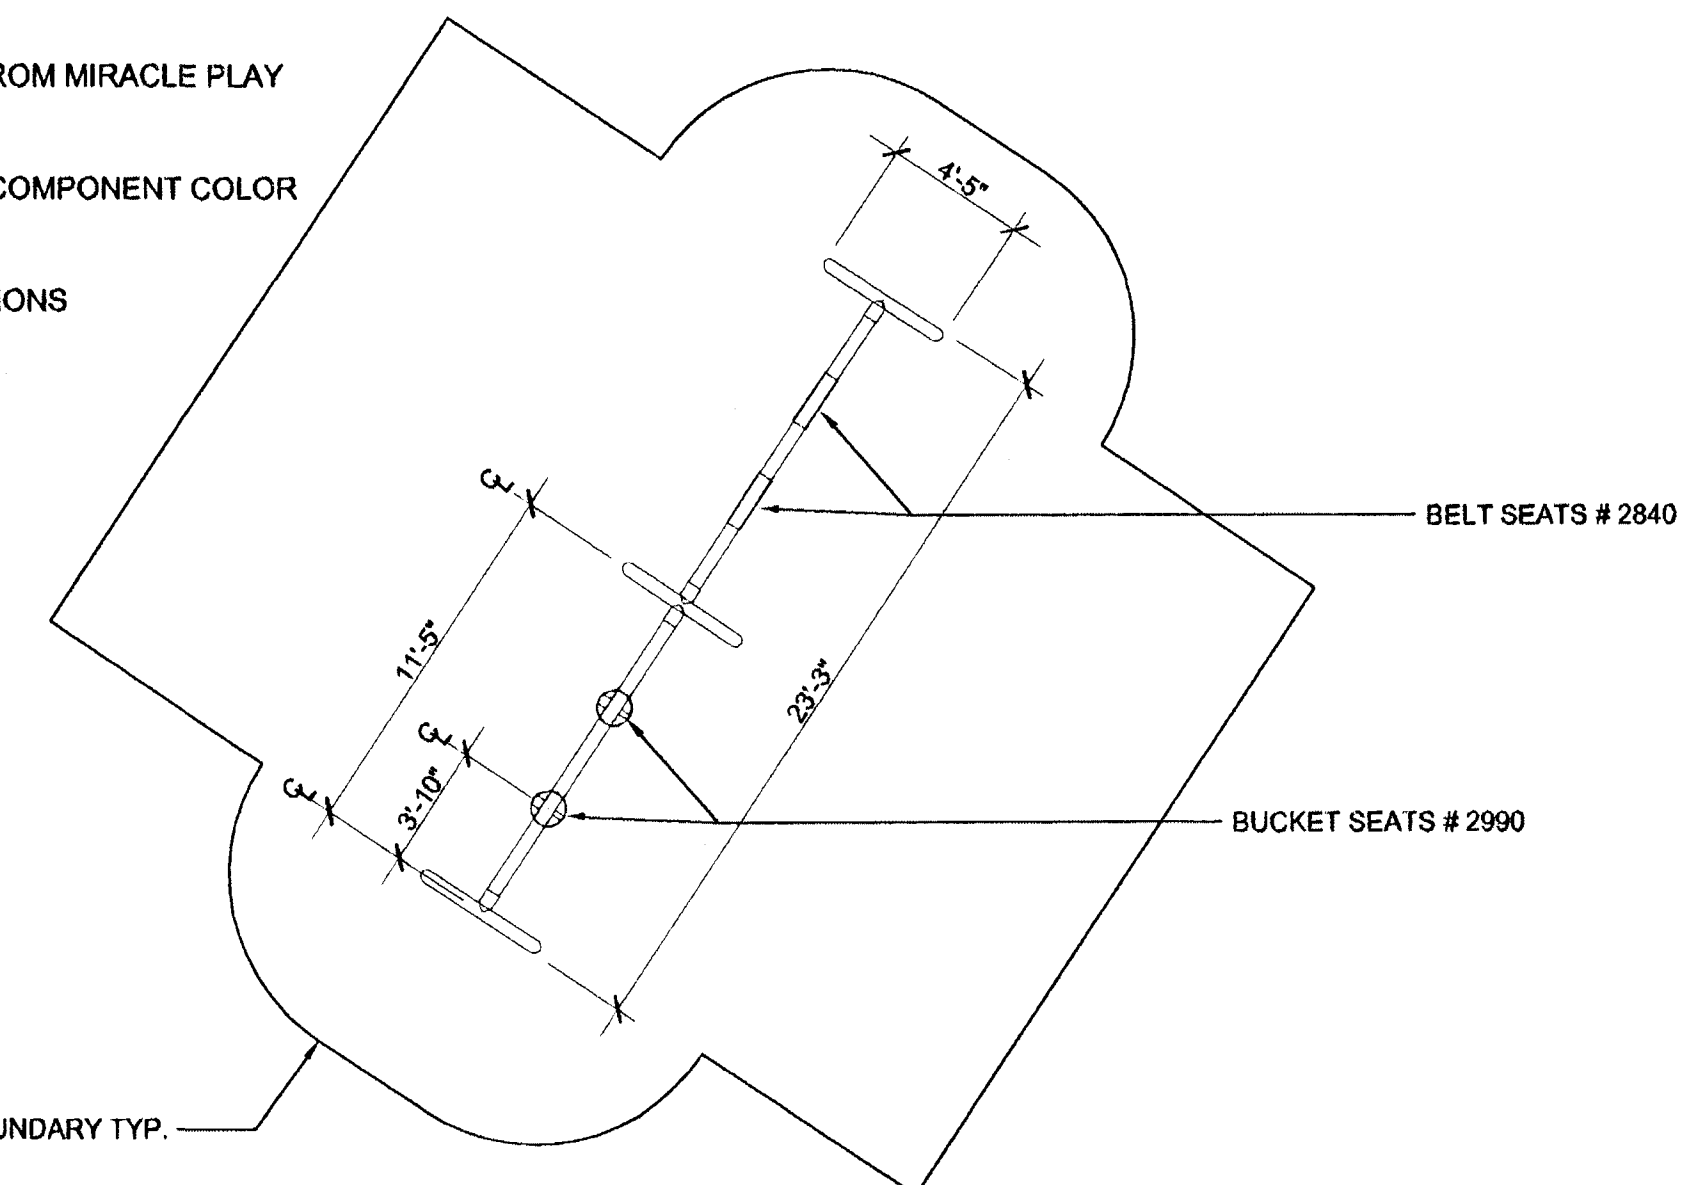 ROM MIRACLE PLAY
COMPONENT COLOR
IONS
4'-5"
BELT SEATS # 2840
11'-5"
23'-3"
3'-10"
BUCKET SEATS # 2990
UNDARY TYP.